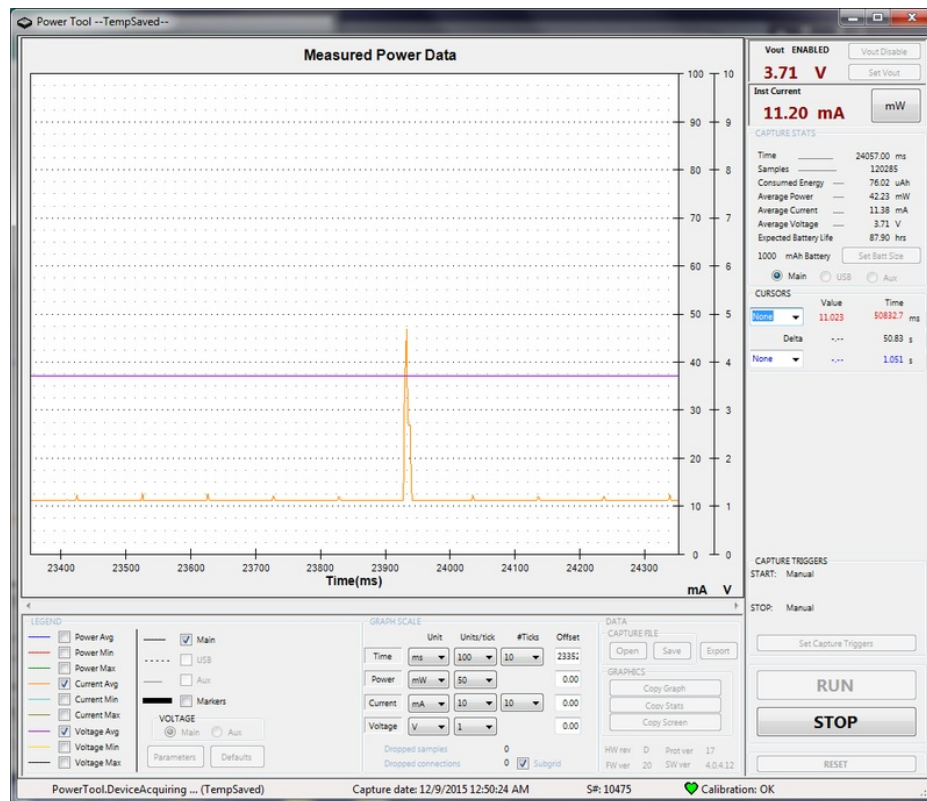 Power Tool --TempSaved--
Measured Power Data
100 10
90 9
80 8
70 7
60 6
50 5
40 4
30 3
20 2
10 1
0 0
23400 23500 23600 23700 23800 23900 24000 24100 24200 24300
Time(ms)
mA V
Vout ENABLED
Vout Disable
3.71 V
Set Vout
Inst Current
11.20 mA
mW
CAPTURE STATS
Time 24057.00 ms
Samples 120285
Consumed Energy 76.02 uAh
Average Power 42.23 mW
Average Current 11.38 mA
Average Voltage 3.71 V
Expected Battery Life 87.90 hrs
1000 mAh Battery Set Batt Size
Main USB Aux
CURSORS
Value Time
None 11.023 50832.7 ms
Delta -.-- 50.83 s
None -.-- 1.051 s
CAPTURE TRIGGERS
START: Manual
STOP: Manual
Set Capture Triggers
RUN
STOP
RESET
LEGEND
Power Avg
Power Min
Power Max
Current Avg
Current Min
Current Max
Voltage Avg
Voltage Min
Voltage Max
Main
USB
Aux
Markers
VOLTAGE
Main Aux
Parameters Defaults
GRAPH SCALE
Unit Units/tick #Ticks Offset
Time ms 100 10 23352
Power mW 50 0.00
Current mA 10 10 0.00
Voltage V 1 0.00
Dropped samples 0
Dropped connections 0 Subgrid
DATA
CAPTURE FILE
Open Save Export
GRAPHICS
Copy Graph
Copy Stats
Copy Screen
HW rev D Prot ver 17
FW ver 20 SW ver 4.0.4.12
PowerTool.DeviceAcquiring ... (TempSaved) Capture date: 12/9/2015 12:50:24 AM S#: 10475 Calibration: OK